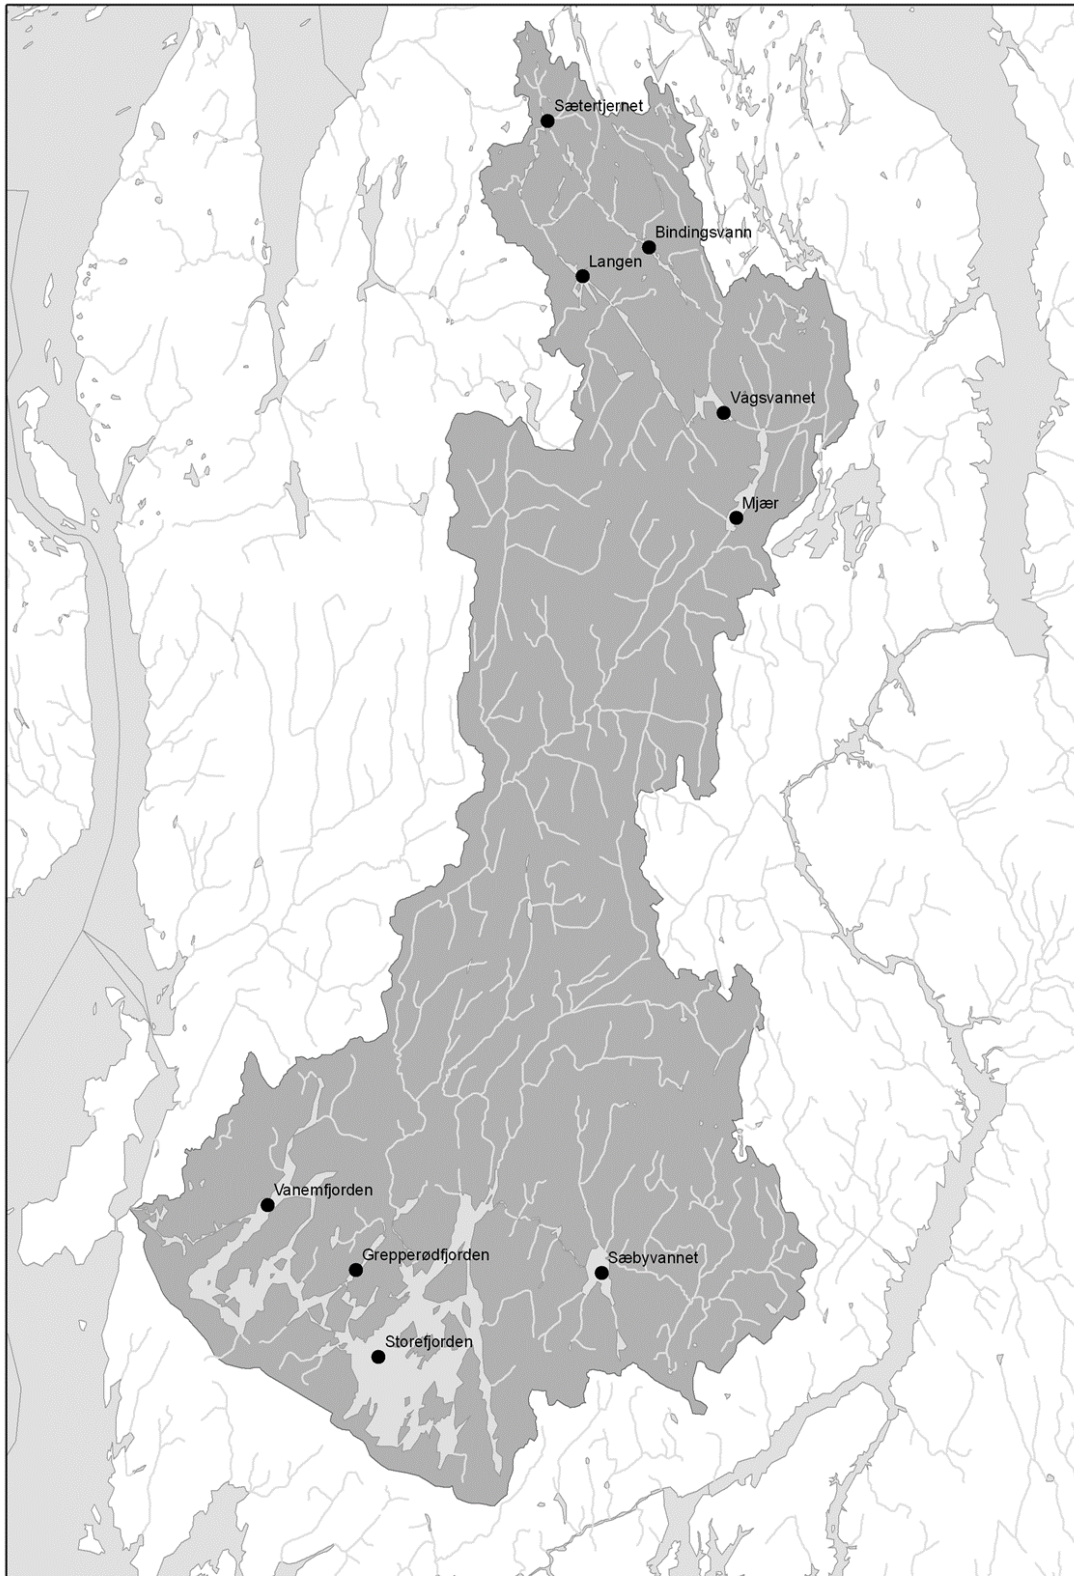 Sætertjernet
Bindingsvann
Langen
Vågsvannet
Mjær
Vanemfjorden
Grepperødfjorden
Sæbyvannet
Storefjorden